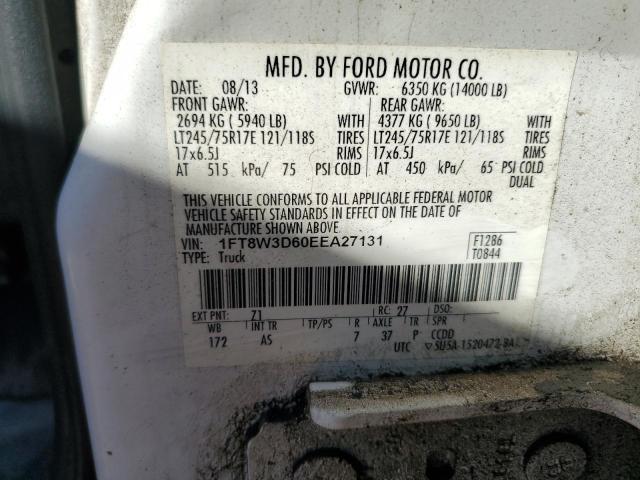 MFD. BY FORD MOTOR CO.
DATE: 08/13 GVWR: 6350 KG (14000 LB)
FRONT GAWR: REAR GAWR:
2694 KG ( 5940 LB) WITH 4377 KG ( 9650 LB) WITH
LT245/75R17E 121/118S TIRES LT245/75R17E 121/118S TIRES
17x6.5J RIMS 17x6.5J RIMS
AT 515 kPa/ 75 PSI COLD AT 450 kPa/ 65 PSI COLD
DUAL
THIS VEHICLE CONFORMS TO ALL APPLICABLE FEDERAL MOTOR
VEHICLE SAFETY STANDARDS IN EFFECT ON THE DATE OF
MANUFACTURE SHOWN ABOVE.
VIN: 1FT8W3D60EEA27131 F1286
TYPE: Truck T0844
EXT PNT: Z1 RC: 27 DSO:
WB INT TR TP/PS R AXLE TR SPR
172 AS 7 37 P CCDD
UTC